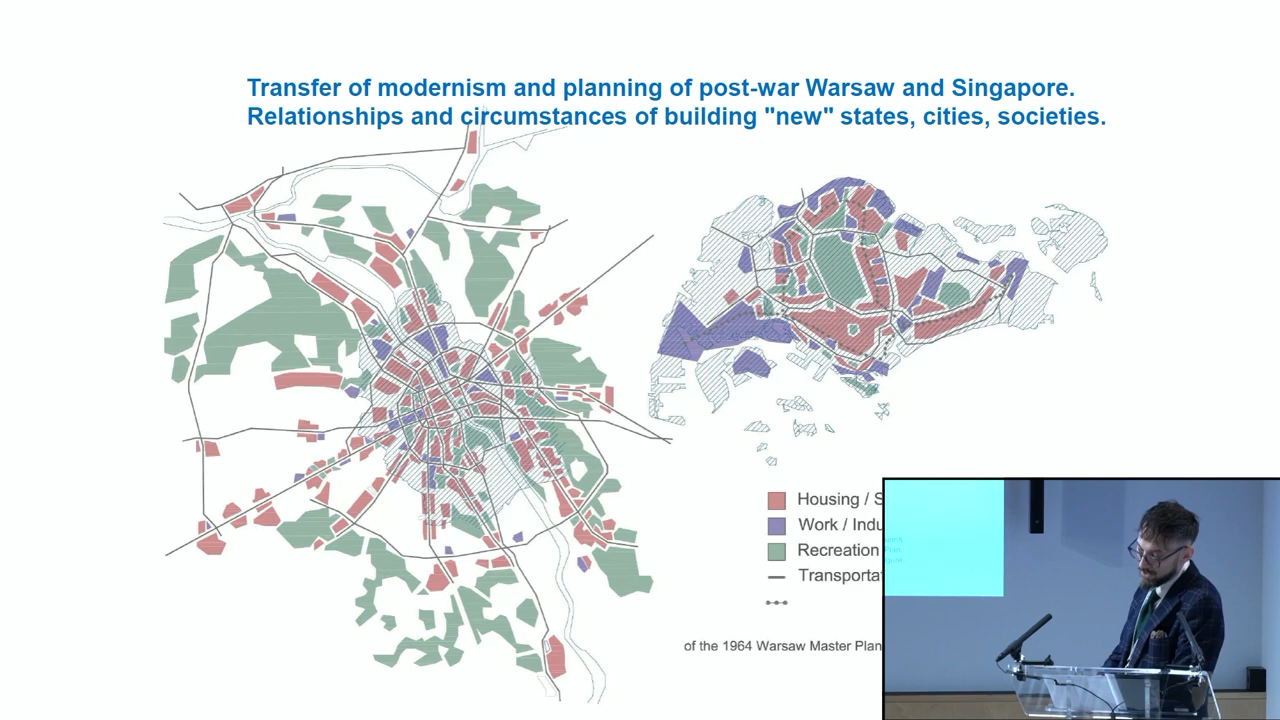 Transfer of modernism and planning of post-war Warsaw and Singapore.
Relationships and circumstances of building "new" states, cities, societies.
Housing / S
Work / Indu
Recreation
Transporta
of the 1964 Warsaw Master Plan